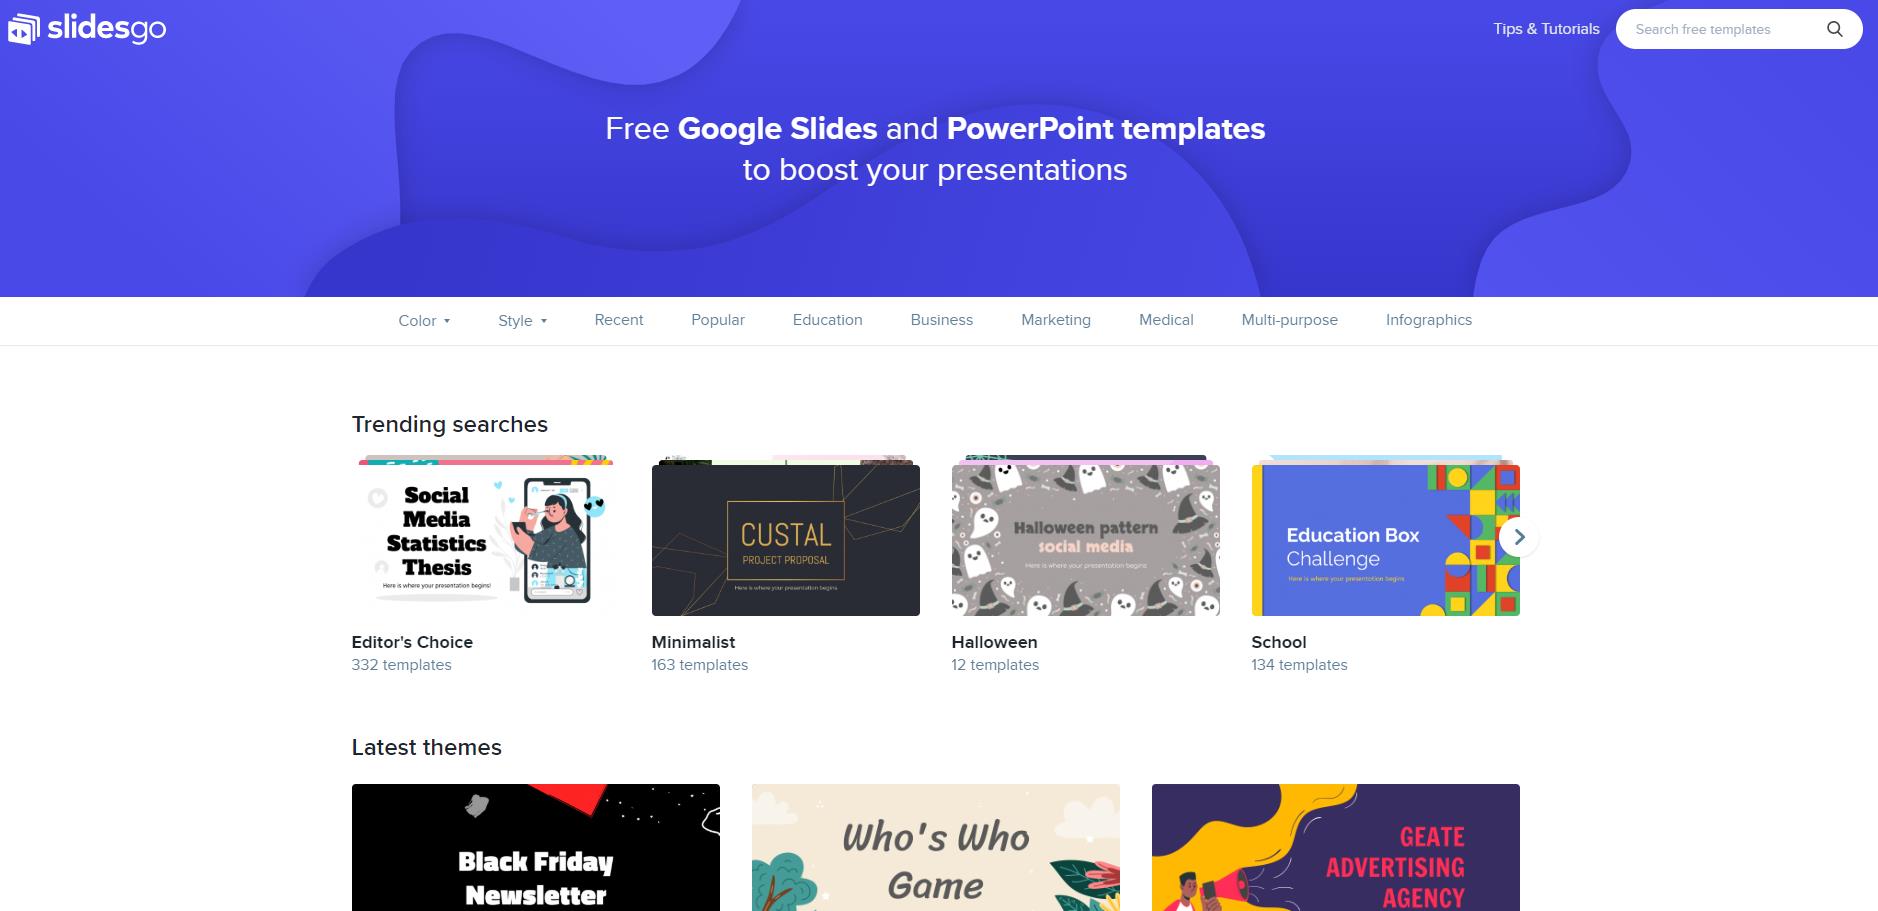 slidesgo
Tips & Tutorials
Search free templates
Free Google Slides and PowerPoint templates
to boost your presentations
Color
Style
Recent
Popular
Education
Business
Marketing
Medical
Multi-purpose
Infographics
Trending searches
Social
Media
Statistics
Thesis
Here is where your presentation begins!
CUSTAL
PROJECT PROPOSAL
Here is where your presentation begins
Halloween pattern
social media
Here is where your presentation begins
Education Box
Challenge
Here is where your presentation begins
Editor's Choice
332 templates
Minimalist
163 templates
Halloween
12 templates
School
134 templates
Latest themes
Black Friday
Newsletter
Who's Who
Game
GEATE
ADVERTISING
AGENCY